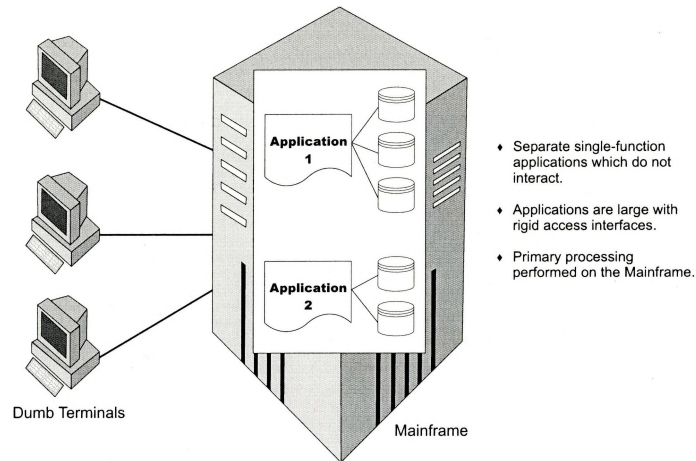 Application
1
Application
2
Dumb Terminals
Mainframe
♦ Separate single-function
applications which do not
interact.
♦ Applications are large with
rigid access interfaces.
♦ Primary processing
performed on the Mainframe.